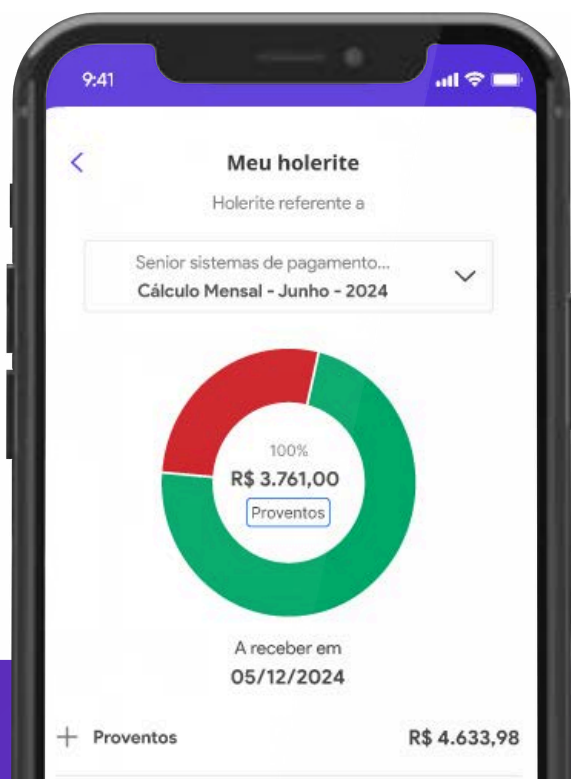 9:41
Meu holerite
Holerite referente a
Senior sistemas de pagamento...
Cálculo Mensal - Junho - 2024
100%
R$ 3.761,00
Proventos
A receber em
05/12/2024
+ Proventos R$ 4.633,98